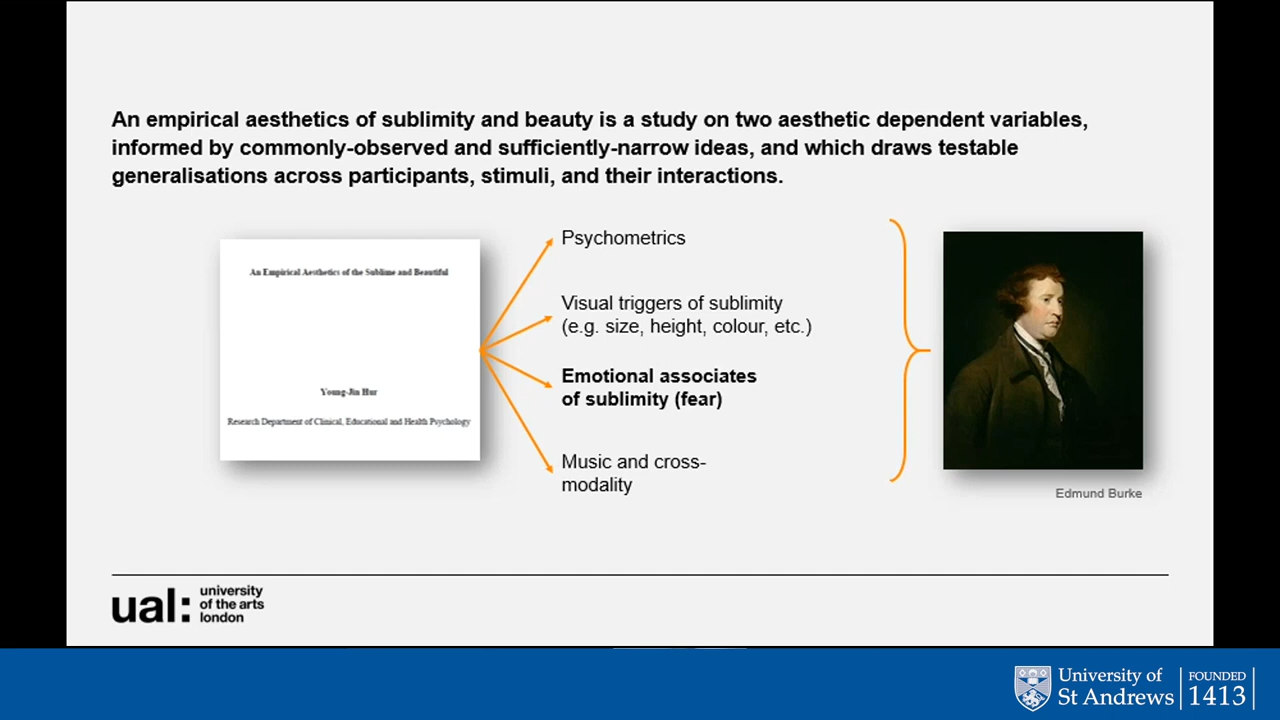 An empirical aesthetics of sublimity and beauty is a study on two aesthetic dependent variables,
informed by commonly-observed and sufficiently-narrow ideas, and which draws testable
generalisations across participants, stimuli, and their interactions.
An Empirical Aesthetics of the Sublime and Beautiful
Young-Jin Hur
Research Department of Clinical, Educational and Health Psychology
Psychometrics
Visual triggers of sublimity
(e.g. size, height, colour, etc.)
Emotional associates
of sublimity (fear)
Music and cross-
modality
Edmund Burke
ual:
university
of the arts
london
University of
St Andrews
FOUNDED
1413